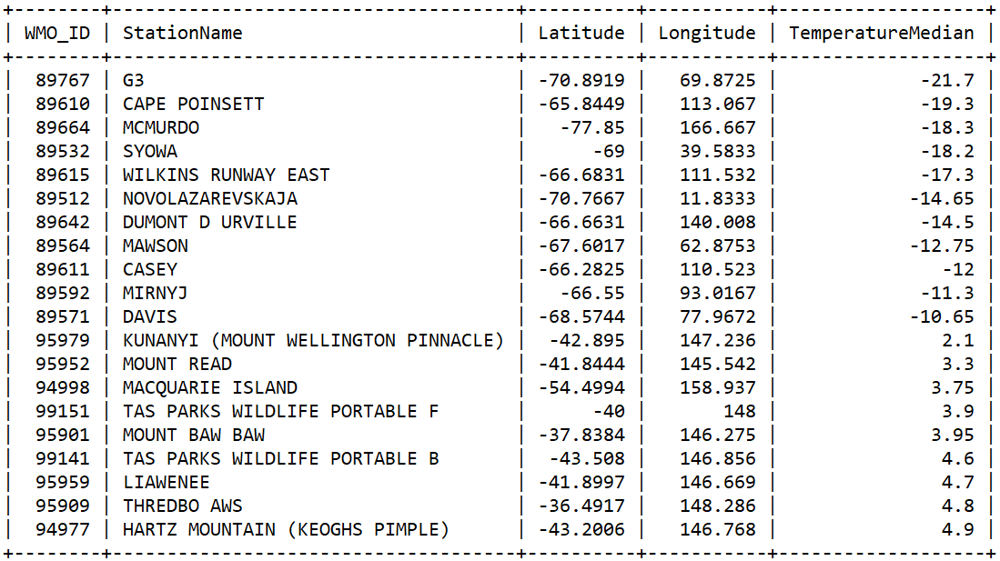 +--------+-------------------------------------+----------+-----------+-------------------+
| WMO_ID | StationName                         | Latitude | Longitude | TemperatureMedian |
+--------+-------------------------------------+----------+-----------+-------------------+
|  89767 | G3                                  | -70.8919 |   69.8725 |             -21.7 |
|  89610 | CAPE POINSETT                       | -65.8449 |   113.067 |             -19.3 |
|  89664 | MCMURDO                             |   -77.85 |   166.667 |             -18.3 |
|  89532 | SYOWA                               |      -69 |   39.5833 |             -18.2 |
|  89615 | WILKINS RUNWAY EAST                 | -66.6831 |   111.532 |             -17.3 |
|  89512 | NOVOLAZAREVSKAJA                    | -70.7667 |   11.8333 |            -14.65 |
|  89642 | DUMONT D URVILLE                    | -66.6631 |   140.008 |             -14.5 |
|  89564 | MAWSON                              | -67.6017 |   62.8753 |            -12.75 |
|  89611 | CASEY                               | -66.2825 |   110.523 |               -12 |
|  89592 | MIRNYJ                              |   -66.55 |   93.0167 |             -11.3 |
|  89571 | DAVIS                               | -68.5744 |   77.9672 |            -10.65 |
|  95979 | KUNANYI (MOUNT WELLINGTON PINNACLE) |  -42.895 |   147.236 |               2.1 |
|  95952 | MOUNT READ                          | -41.8444 |   145.542 |               3.3 |
|  94998 | MACQUARIE ISLAND                    | -54.4994 |   158.937 |              3.75 |
|  99151 | TAS PARKS WILDLIFE PORTABLE F       |      -40 |       148 |               3.9 |
|  95901 | MOUNT BAW BAW                       | -37.8384 |   146.275 |              3.95 |
|  99141 | TAS PARKS WILDLIFE PORTABLE B       |  -43.508 |   146.856 |               4.6 |
|  95959 | LIAWENEE                            | -41.8997 |   146.669 |               4.7 |
|  95909 | THREDBO AWS                         | -36.4917 |   148.286 |               4.8 |
|  94977 | HARTZ MOUNTAIN (KEOGHS PIMPLE)      | -43.2006 |   146.768 |               4.9 |
+--------+-------------------------------------+----------+-----------+-------------------+